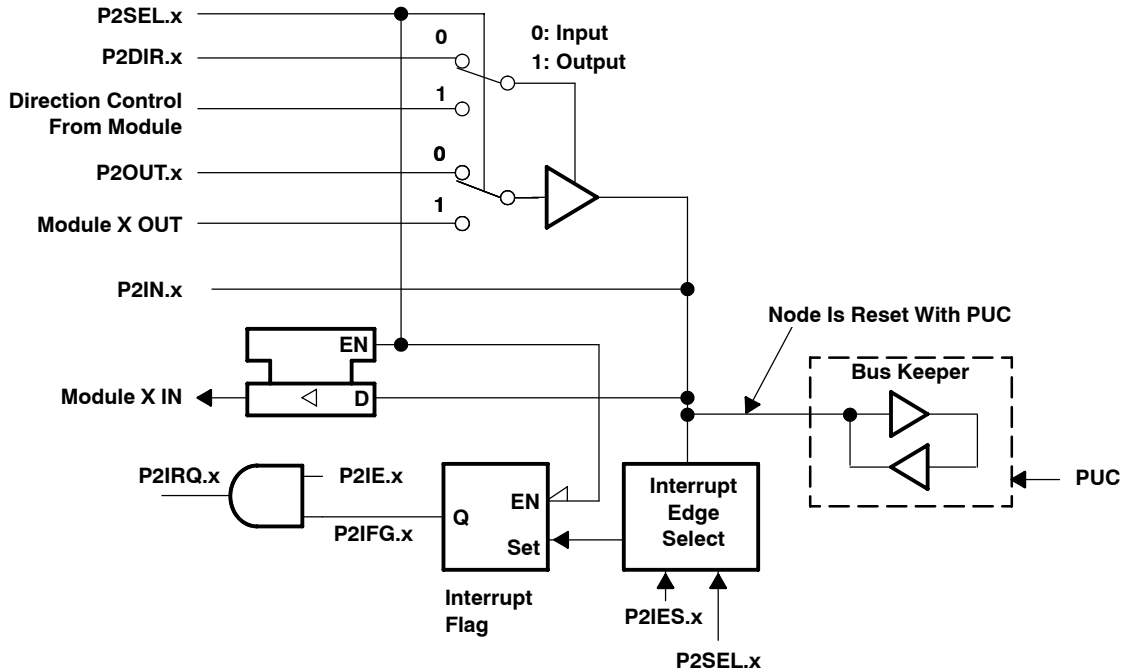 P2SEL.x
P2DIR.x
0
0: Input
1: Output
Direction Control
From Module
1
P2OUT.x
0
Module X OUT
1
P2IN.x
Node Is Reset With PUC
EN
Bus Keeper
Module X IN
D
P2IRQ.x
P2IE.x
P2IFG.x
Q
EN
Set
Interrupt
Edge
Select
PUC
Interrupt
Flag
P2IES.x
P2SEL.x